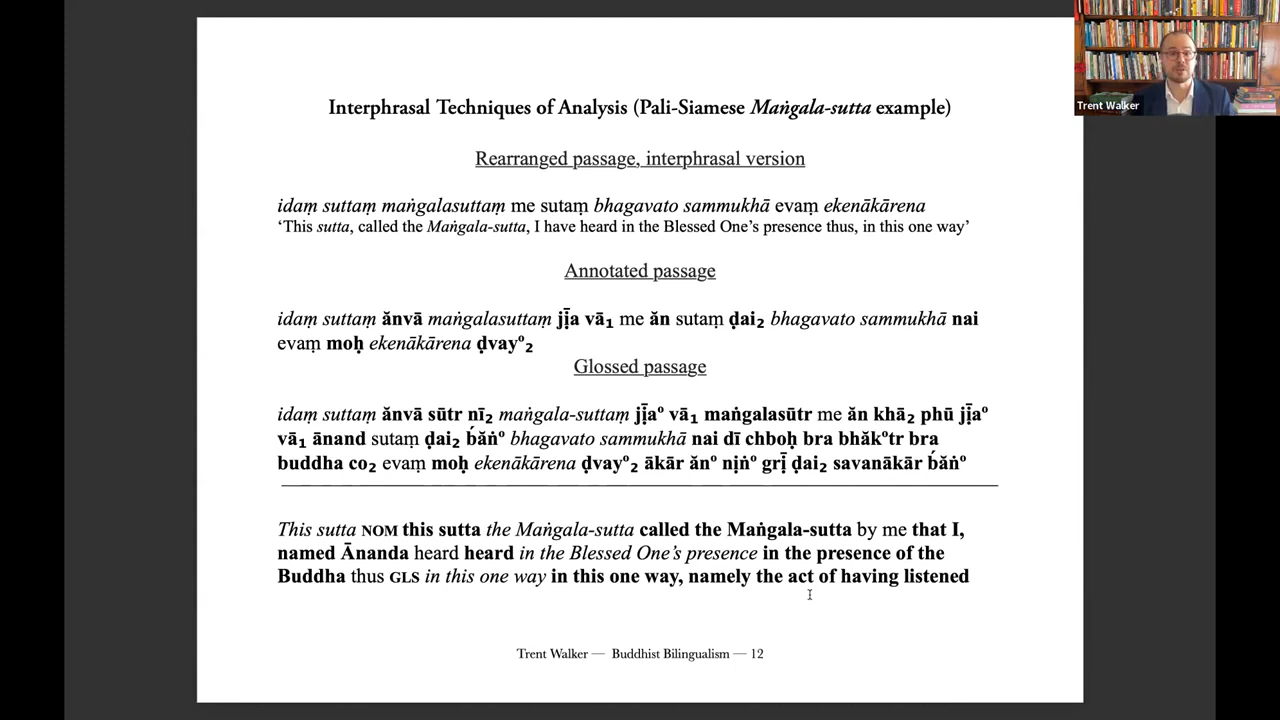 Trent Walker
Interphrasal Techniques of Analysis (Pali-Siamese Maṅgala-sutta example)
Rearranged passage, interphrasal version
idaṃ suttaṃ maṅgalasuttaṃ me sutaṃ bhagavato sammukhā evaṃ ekenākārena
‘This sutta, called the Maṅgala-sutta, I have heard in the Blessed One’s presence thus, in this one way’
Annotated passage
idaṃ suttaṃ ănvā maṅgalasuttaṃ jị̄a vā₁ me ăn sutaṃ ḍai₂ bhagavato sammukhā nai
evaṃ moḥ ekenākārena ḍvayº₂
Glossed passage
idaṃ suttaṃ ănvā sūtr nī₂ maṅgala-suttaṃ jị̄aº vā₁ maṅgalasūtr me ăn khā₂ phū jị̄aº
vā₁ ānand sutaṃ ḍai₂ b́ăṅº bhagavato sammukhā nai dī chboḥ bra bhăkºtr bra
buddha co₂ evaṃ moḥ ekenākārena ḍvayº₂ ākār ănº nịṅº grị̄ ḍai₂ savanākār b́ăṅº
This sutta NOM this sutta the Maṅgala-sutta called the Maṅgala-sutta by me that I,
named Ānanda heard heard in the Blessed One’s presence in the presence of the
Buddha thus GLS in this one way in this one way, namely the act of having listened
Trent Walker — Buddhist Bilingualism — 12